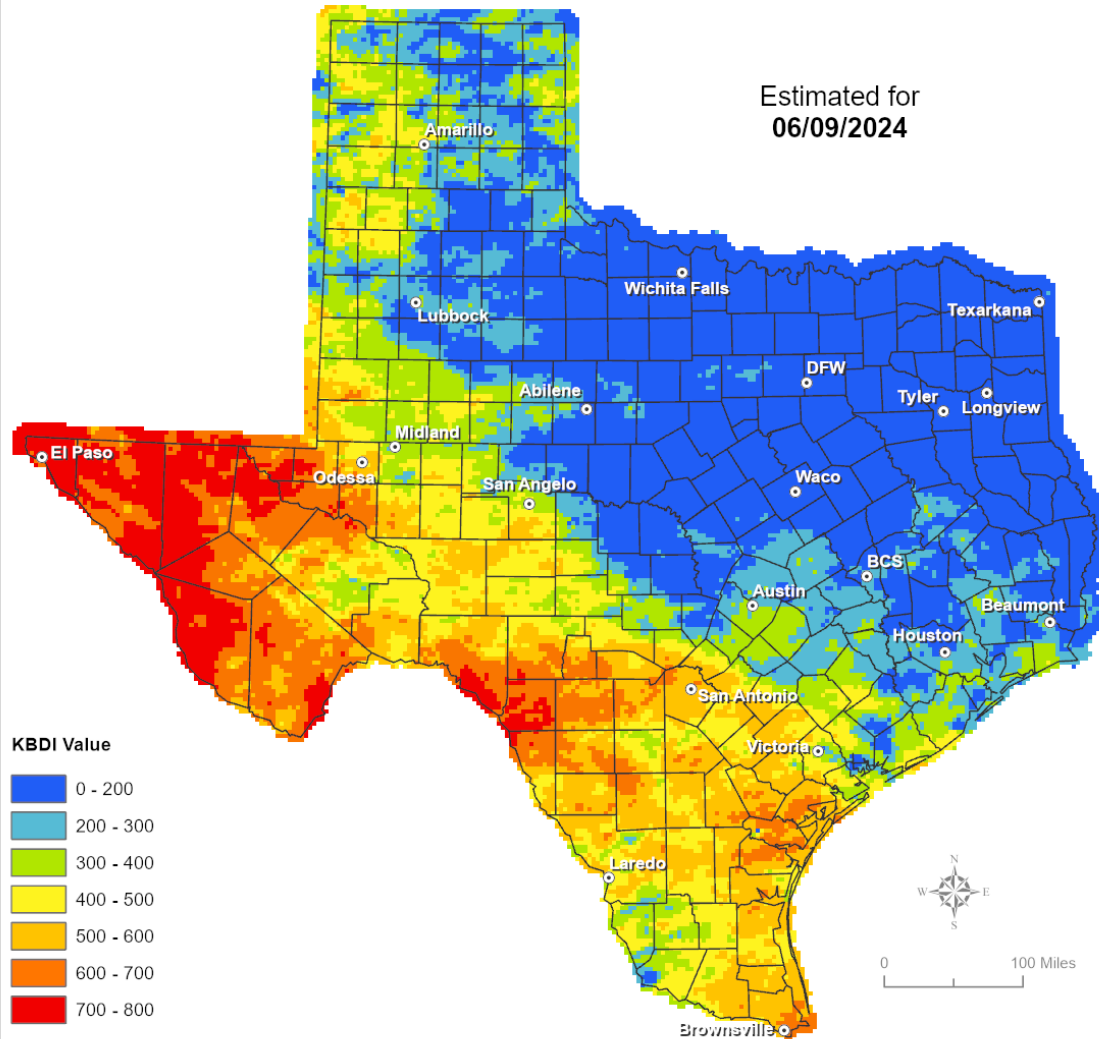 Estimated for
06/09/2024
Amarillo
Wichita Falls
Lubbock
Texarkana
DFW
Abilene
Tyler
Longview
Midland
El Paso
Odessa
San Angelo
Waco
BCS
Austin
Beaumont
Houston
San Antonio
Victoria
KBDI Value
0 - 200
200 - 300
300 - 400
400 - 500
500 - 600
600 - 700
700 - 800
Laredo
N
W E
S
0 100 Miles
Brownsville